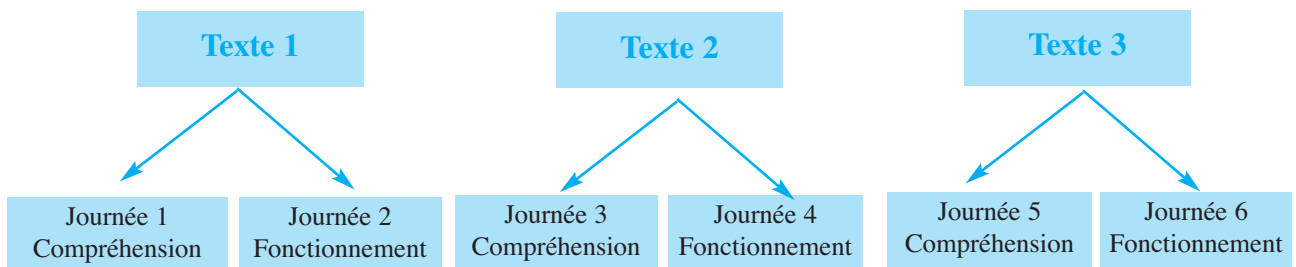 Texte 1
Texte 2
Texte 3
Journée 1
Compréhension
Journée 2
Fonctionnement
Journée 3
Compréhension
Journée 4
Fonctionnement
Journée 5
Compréhension
Journée 6
Fonctionnement